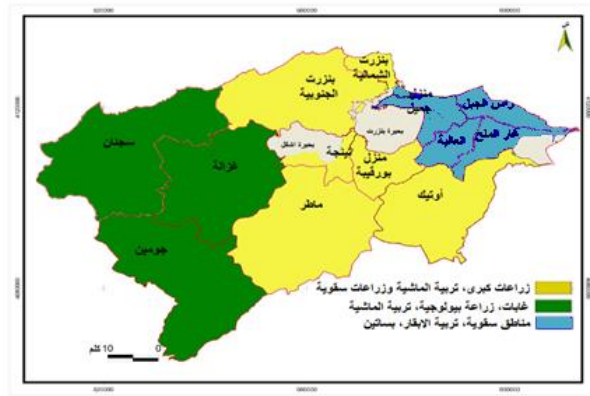 بنزرت
الشمالية
بنزرت
الجنوبية
منزل
جميل
راس الجبل
غار الملح
العالية
بحيرة بنزرت
سجنان
غزالة
بحيرة اشكل
تينجة
منزل
بورقيبة
أوتيك
ماطر
جومين
زراعات كبرى، تربية الماشية وزراعات سقوية
غابات، زراعة بيولوجية، تربية الماشية
مناطق سقوية، تربية الابقار، بساتين
0 10 كلم